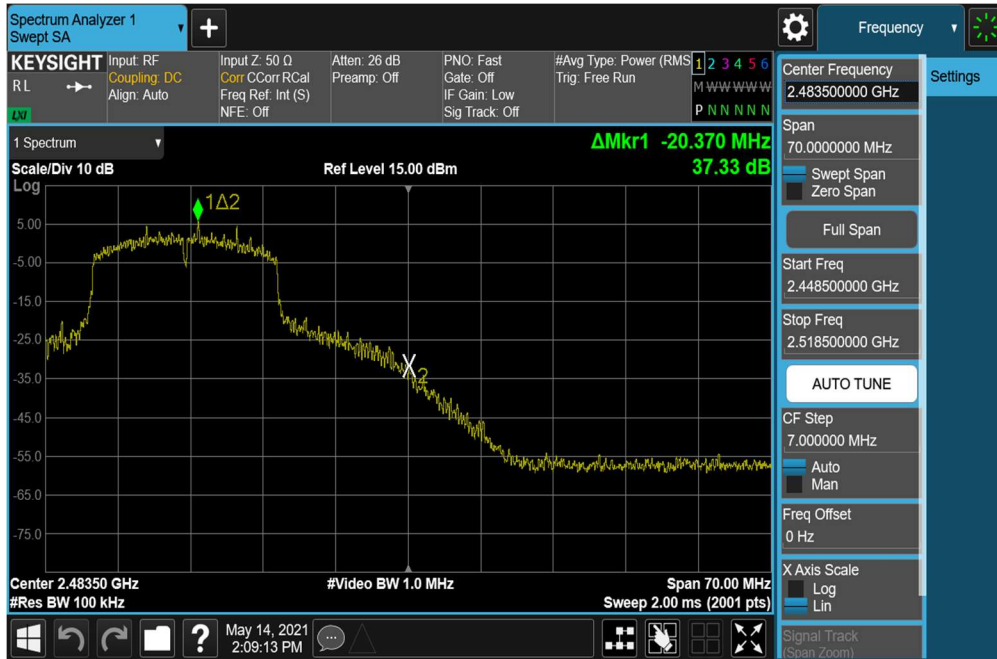 Spectrum Analyzer 1
Swept SA
Frequency
KEYSIGHT
R L
LXI
Input: RF
Coupling: DC
Align: Auto
Input Z: 50 Ω
Corr CCorr RCal
Freq Ref: Int (S)
NFE: Off
Atten: 26 dB
Preamp: Off
PNO: Fast
Gate: Off
IF Gain: Low
Sig Track: Off
#Avg Type: Power (RMS
Trig: Free Run
1 2 3 4 5 6
M W W W W W
P N N N N N
Center Frequency
2.483500000 GHz
Settings
Span
70.0000000 MHz
Swept Span
Zero Span
Full Span
Start Freq
2.448500000 GHz
Stop Freq
2.518500000 GHz
AUTO TUNE
CF Step
7.000000 MHz
Auto
Man
Freq Offset
0 Hz
X Axis Scale
Log
Lin
Signal Track
(Span Zoom)
1 Spectrum
ΔMkr1 -20.370 MHz
37.33 dB
Scale/Div 10 dB
Ref Level 15.00 dBm
Log
1Δ2
5.00
-5.00
-15.0
-25.0
-35.0
2
-45.0
-55.0
-65.0
-75.0
Center 2.48350 GHz
#Video BW 1.0 MHz
Span 70.00 MHz
#Res BW 100 kHz
Sweep 2.00 ms (2001 pts)
?
May 14, 2021
2:09:13 PM